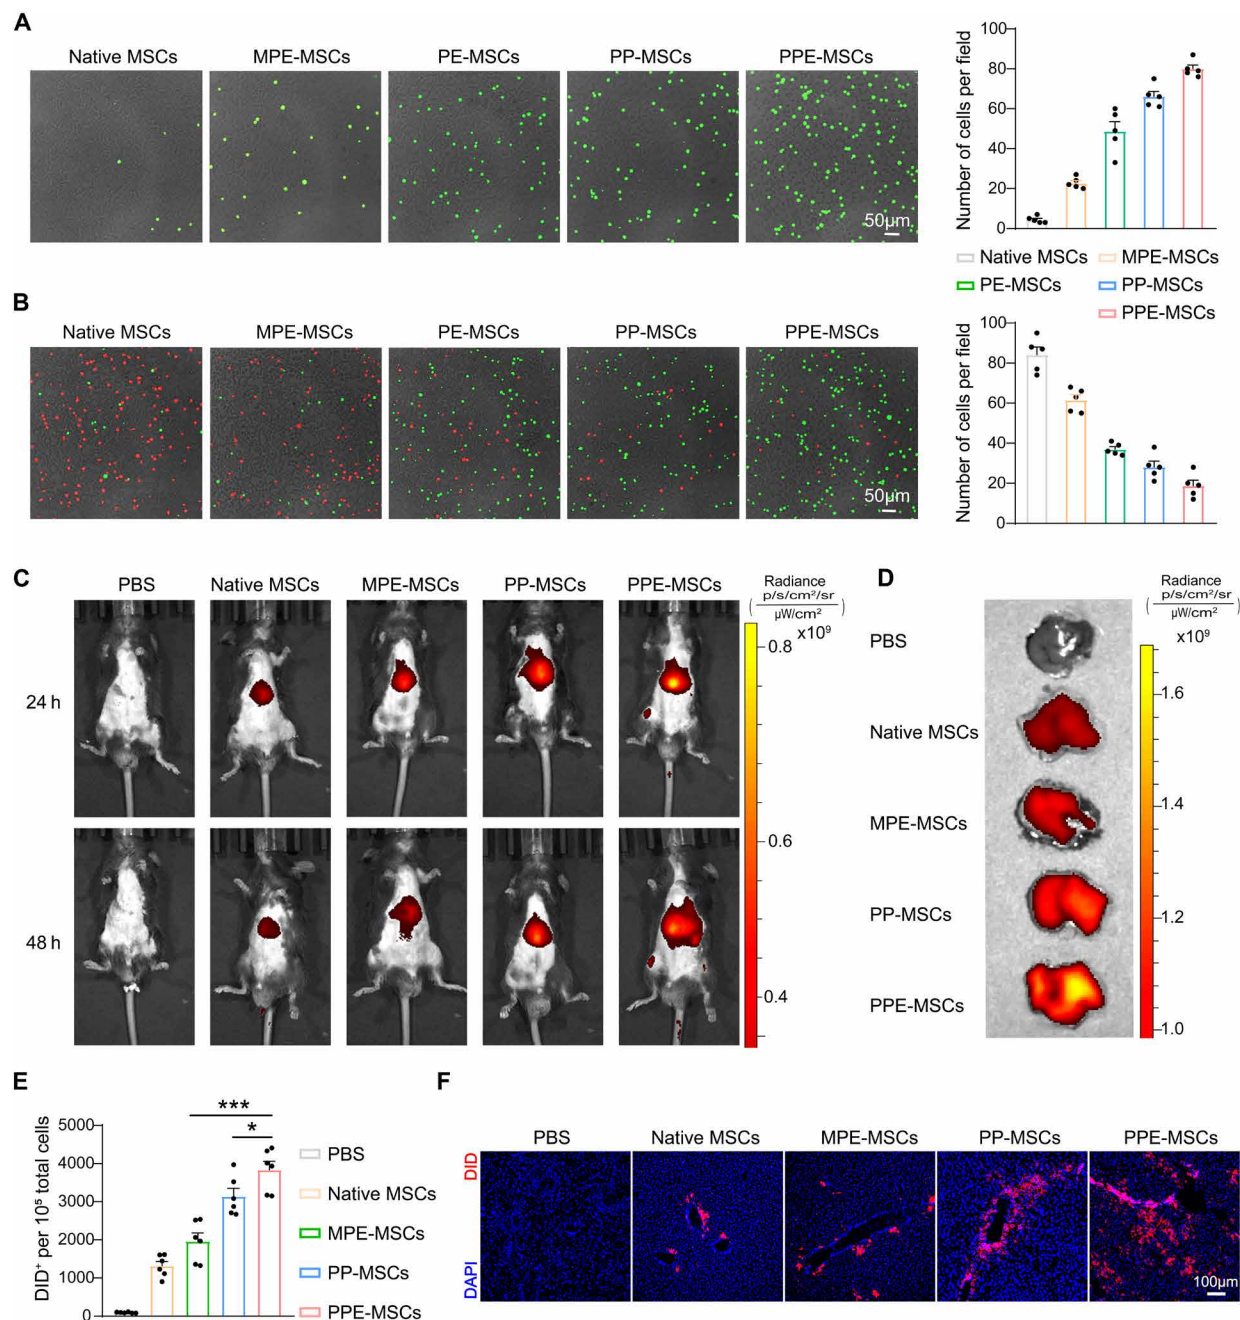 A
Native MSCs MPE-MSCs PE-MSCs PP-MSCs PPE-MSCs
50µm
Number of cells per field
100
80
60
40
20
0
Native MSCs MPE-MSCs
PE-MSCs PP-MSCs
PPE-MSCs
B
Native MSCs MPE-MSCs PE-MSCs PP-MSCs PPE-MSCs
50µm
Number of cells per field
100
80
60
40
20
0
C
PBS Native MSCs MPE-MSCs PP-MSCs PPE-MSCs
24 h
48 h
Radiance
(p/s/cm²/sr / µW/cm²)
x10⁹
0.8
0.6
0.4
D
PBS
Native MSCs
MPE-MSCs
PP-MSCs
PPE-MSCs
Radiance
(p/s/cm²/sr / µW/cm²)
x10⁹
1.6
1.4
1.2
1.0
E
DID⁺ per 10⁵ total cells
5000
4000
3000
2000
1000
0
***
*
PBS
Native MSCs
MPE-MSCs
PP-MSCs
PPE-MSCs
F
PBS Native MSCs MPE-MSCs PP-MSCs PPE-MSCs
DID
DAPI
100µm